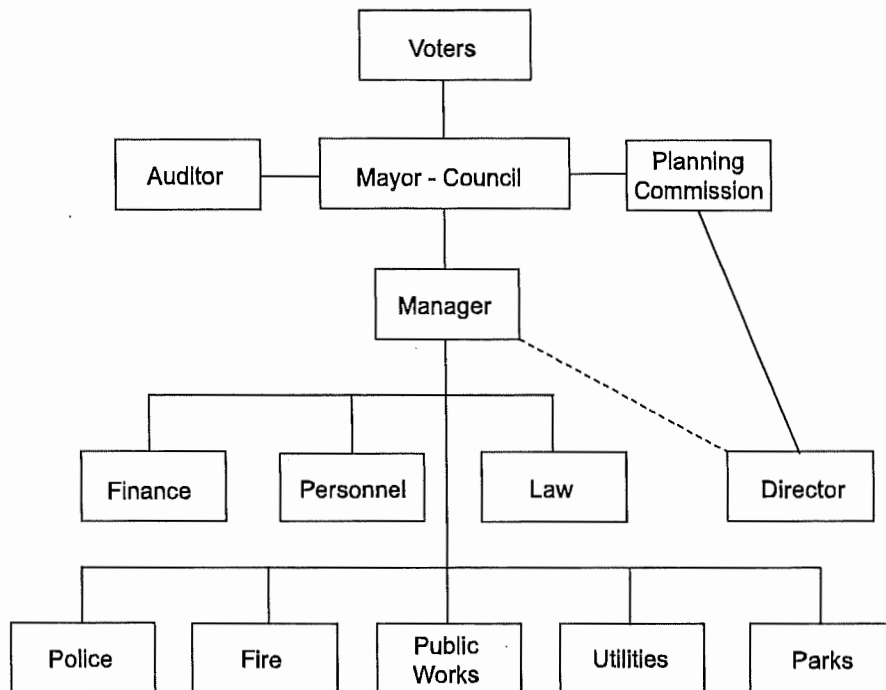 Voters
Auditor
Mayor - Council
Planning
Commission
Manager
Finance
Personnel
Law
Director
Police
Fire
Public
Works
Utilities
Parks